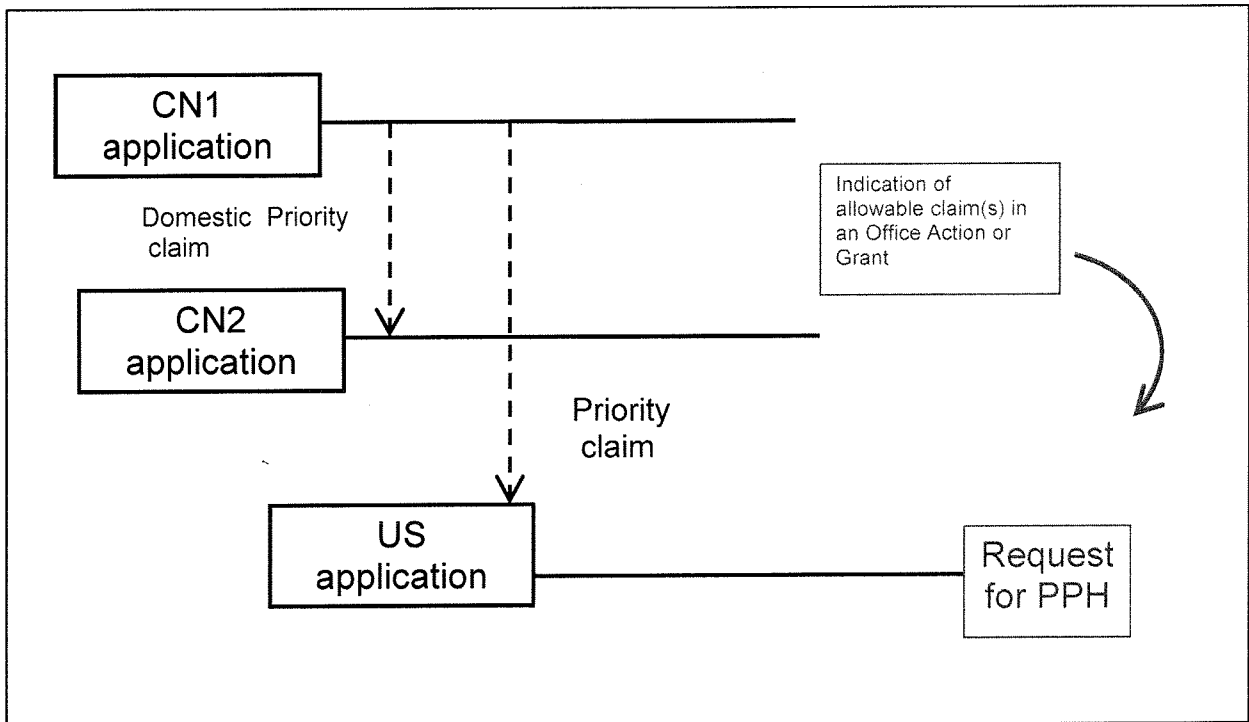 CN1
application
Domestic Priority
claim
Indication of
allowable claim(s) in
an Office Action or
Grant
CN2
application
Priority
claim
US
application
Request
for PPH